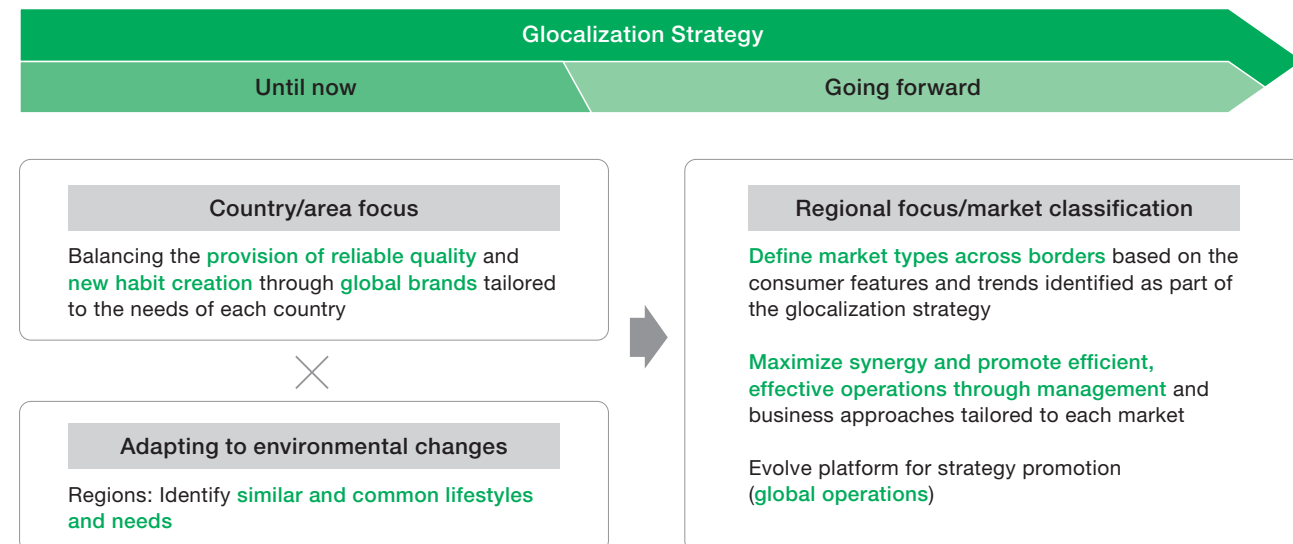 Glocalization Strategy
Until now
Going forward
Country/area focus
Balancing the provision of reliable quality and
new habit creation through global brands tailored
to the needs of each country
Adapting to environmental changes
Regions: Identify similar and common lifestyles
and needs
Regional focus/market classification
Define market types across borders based on the
consumer features and trends identified as part of
the glocalization strategy
Maximize synergy and promote efficient,
effective operations through management and
business approaches tailored to each market
Evolve platform for strategy promotion
(global operations)